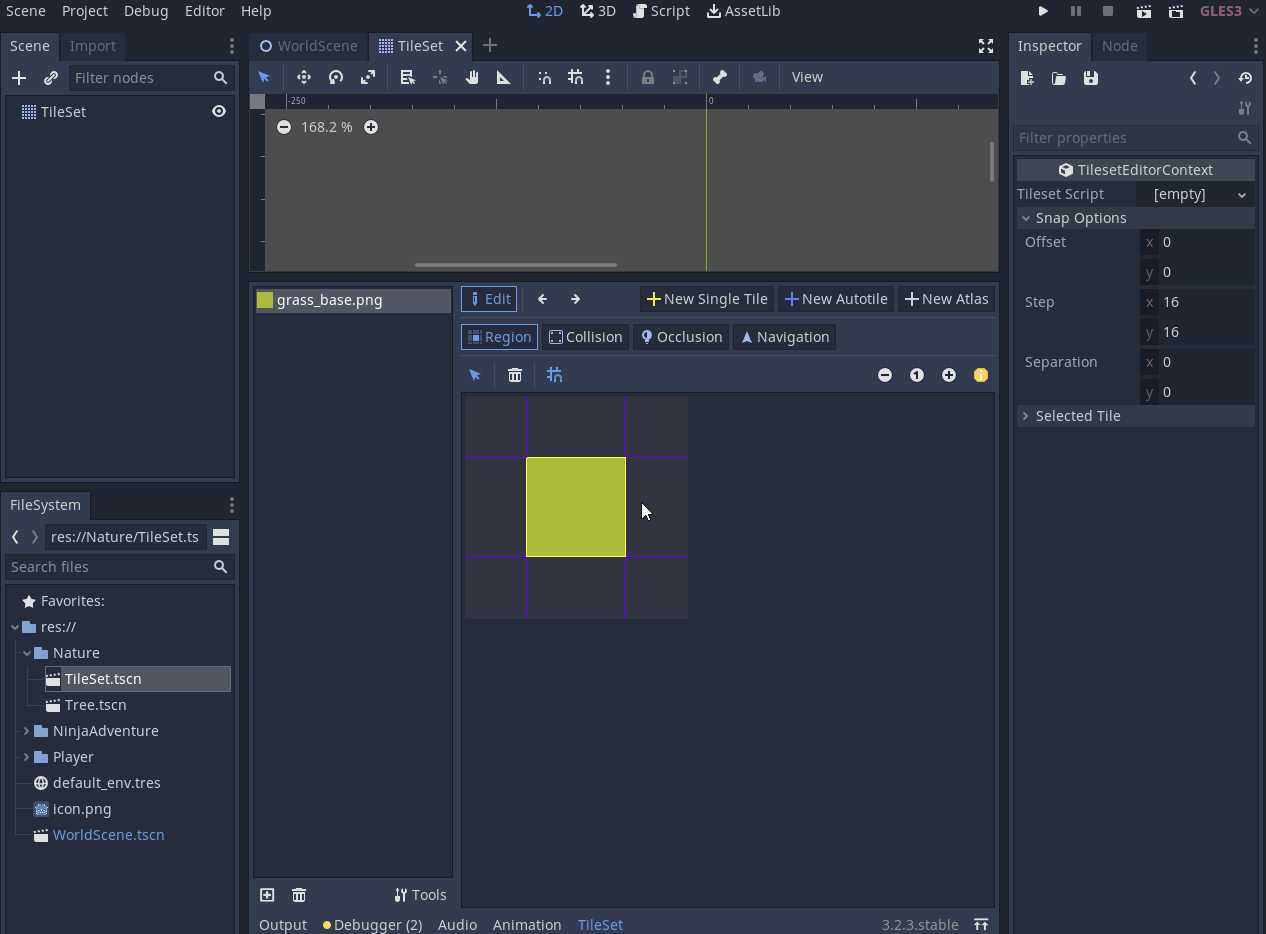 Scene Project Debug Editor Help 2D 3D Script AssetLib GLES3
Scene Import
Filter nodes
TileSet
WorldScene TileSet
View
-250 0
168.2 %
grass_base.png
Edit New Single Tile New Autotile New Atlas
Region Collision Occlusion Navigation
1
Tools
Output Debugger (2) Audio Animation TileSet 3.2.3.stable
FileSystem
res://Nature/TileSet.ts
Search files
Favorites:
res://
Nature
TileSet.tscn
Tree.tscn
NinjaAdventure
Player
default_env.tres
icon.png
WorldScene.tscn
Inspector Node
Filter properties
TilesetEditorContext
Tileset Script [empty]
Snap Options
Offset x 0
y 0
Step x 16
y 16
Separation x 0
y 0
Selected Tile